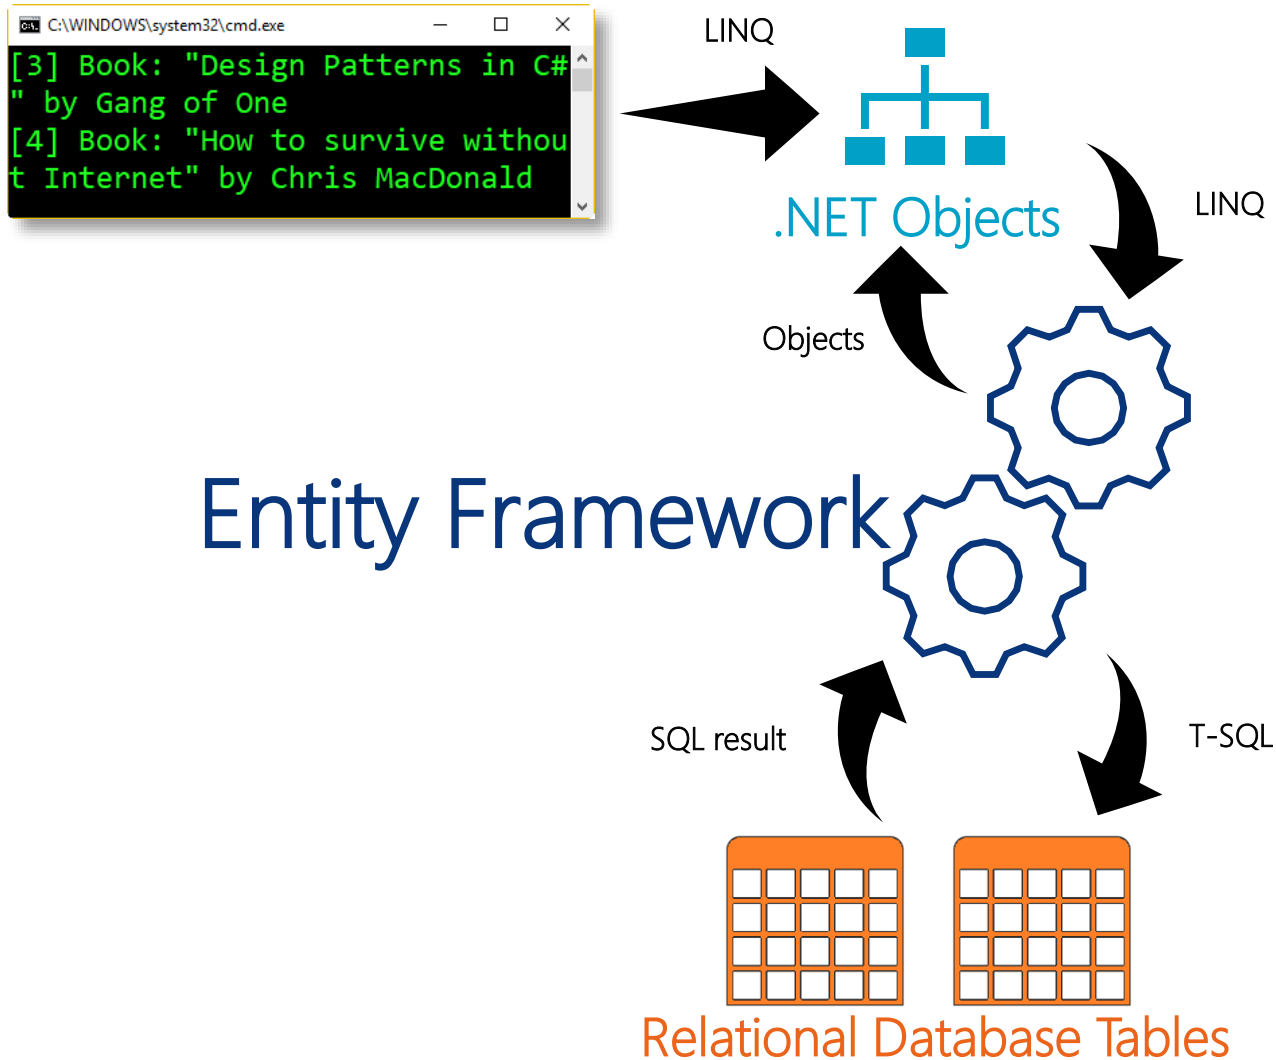 C:\WINDOWS\system32\cmd.exe
[3] Book: "Design Patterns in C#
" by Gang of One
[4] Book: "How to survive withou
t Internet" by Chris MacDonald
LINQ
.NET Objects
LINQ
Objects
Entity Framework
SQL result
T-SQL
Relational Database Tables